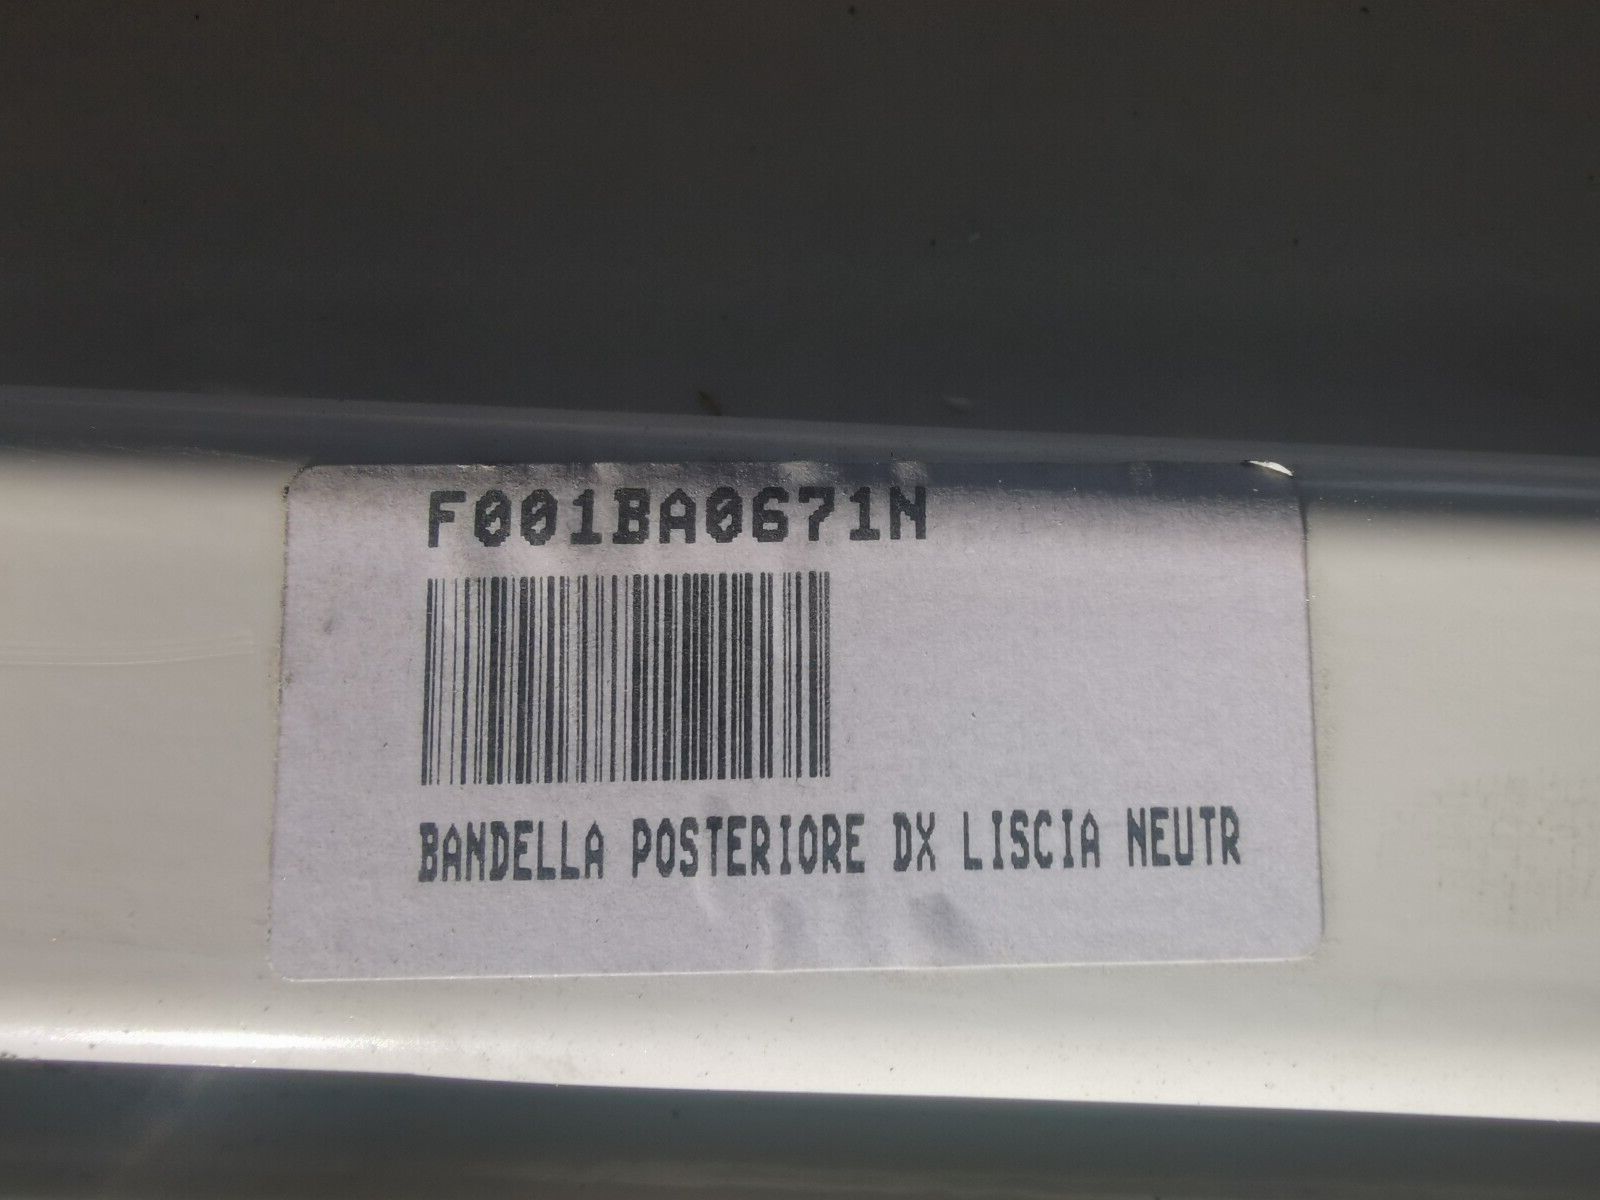 F001BA0671N
BANDELLA POSTERIORE DX LISCIA NEUTR